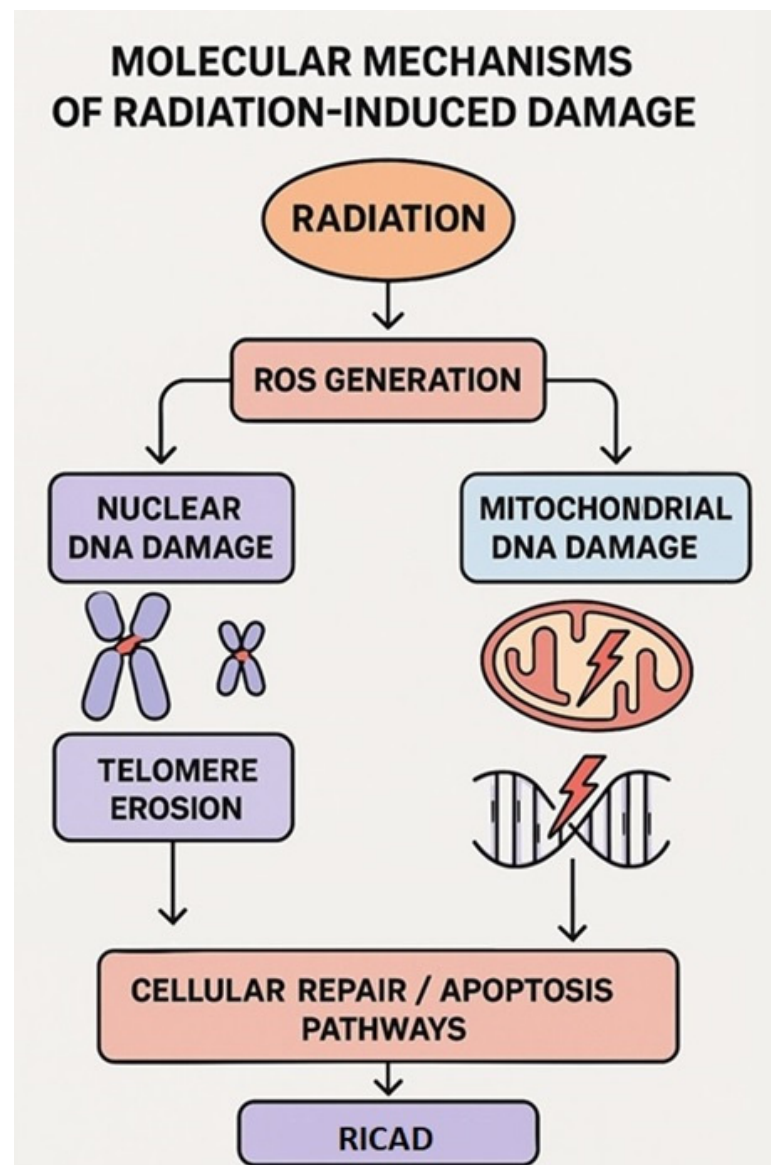 MOLECULAR MECHANISMS
OF RADIATION-INDUCED DAMAGE
RADIATION
ROS GENERATION
NUCLEAR
DNA DAMAGE
MITOCHONDRIAL
DNA DAMAGE
TELOMERE
EROSION
CELLULAR REPAIR / APOPTOSIS
PATHWAYS
RICAD